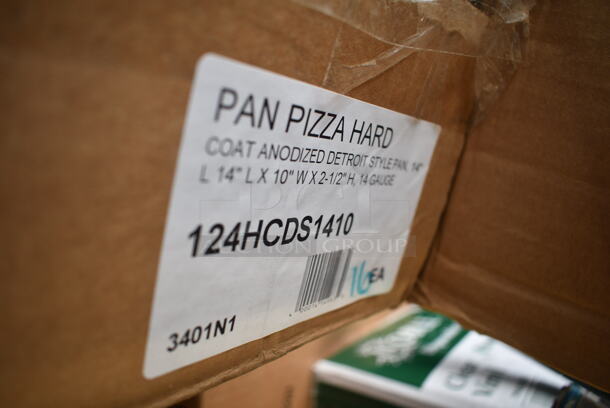 PAN PIZZA HARD
COAT ANODIZED DETROIT STYLE PAN, 14"
L 14" L X 10" W X 2-1/2" H, 14 GAUGE
124HCDS1410
16 EA
3401N1